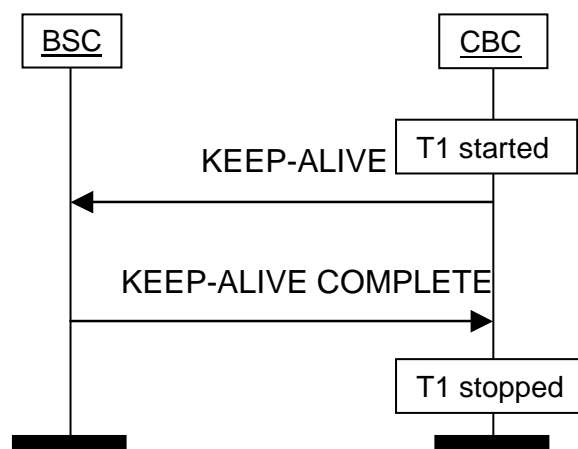 BSC
CBC
T1 started
KEEP-ALIVE
KEEP-ALIVE COMPLETE
T1 stopped